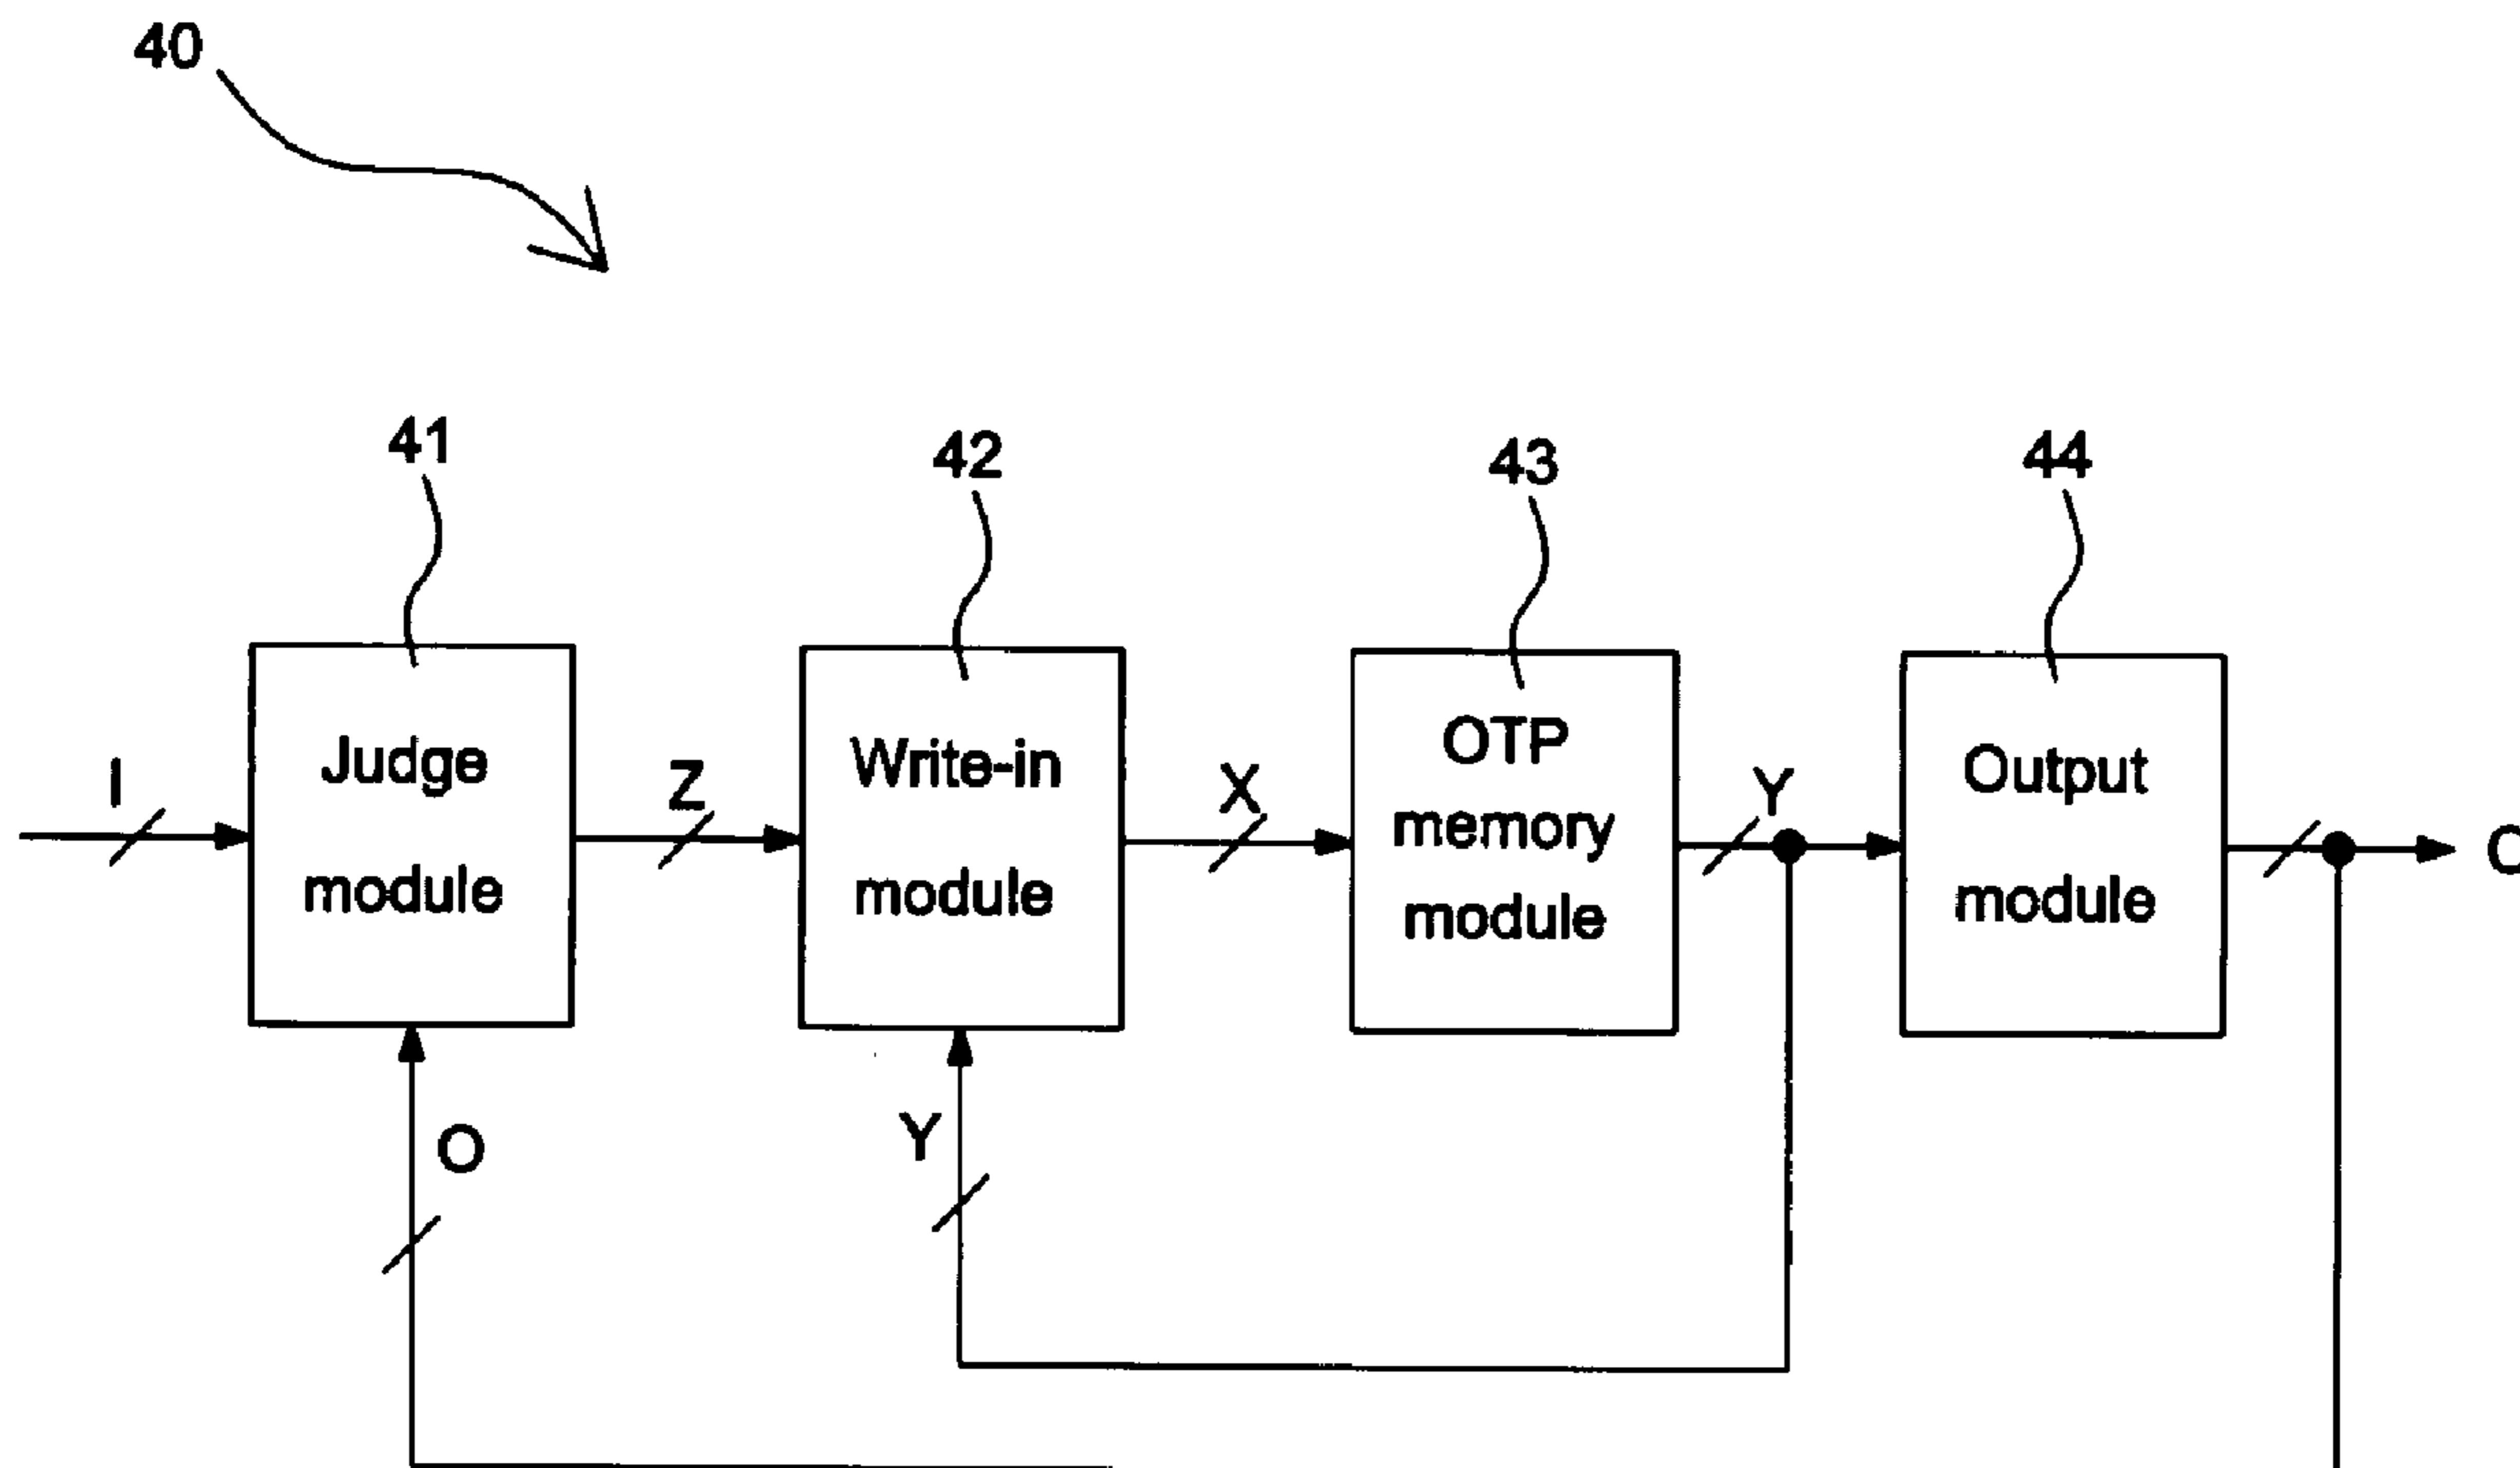 40
41
42
43
44
I
Judge
module
Z
Write-in
module
X
OTP
memory
module
Y
Output
module
O
Y